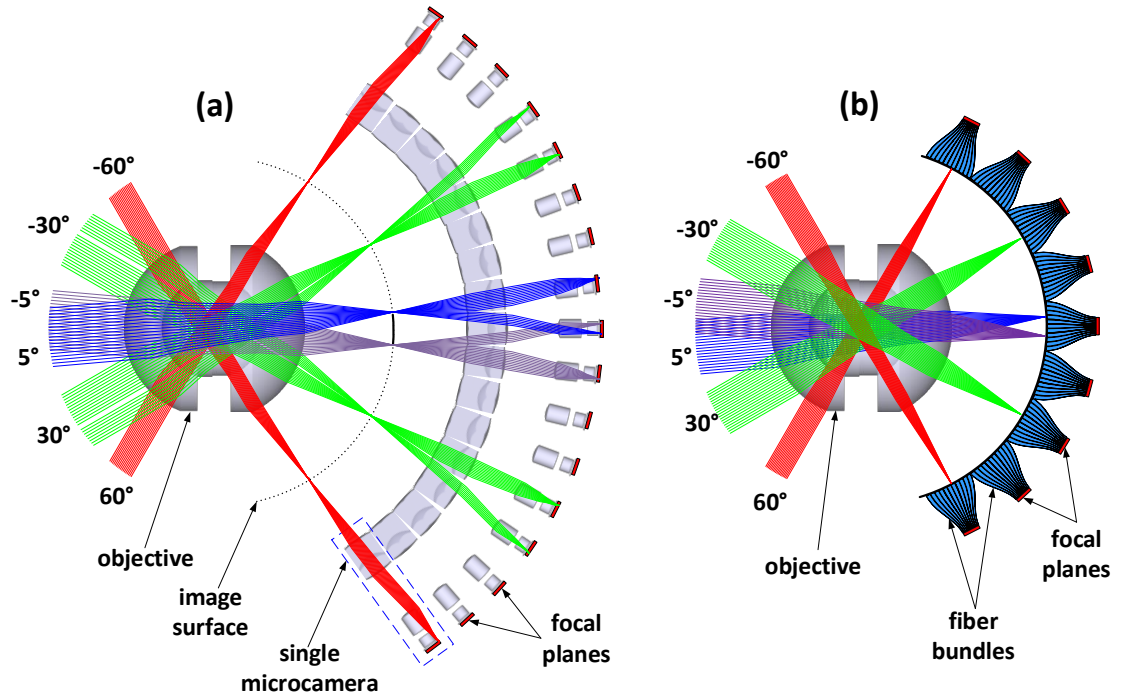 (a)
-60°
-30°
-5°
5°
30°
60°
objective
image
surface
single
microcamera
focal
planes
(b)
-60°
-30°
-5°
5°
30°
60°
objective
fiber
bundles
focal
planes